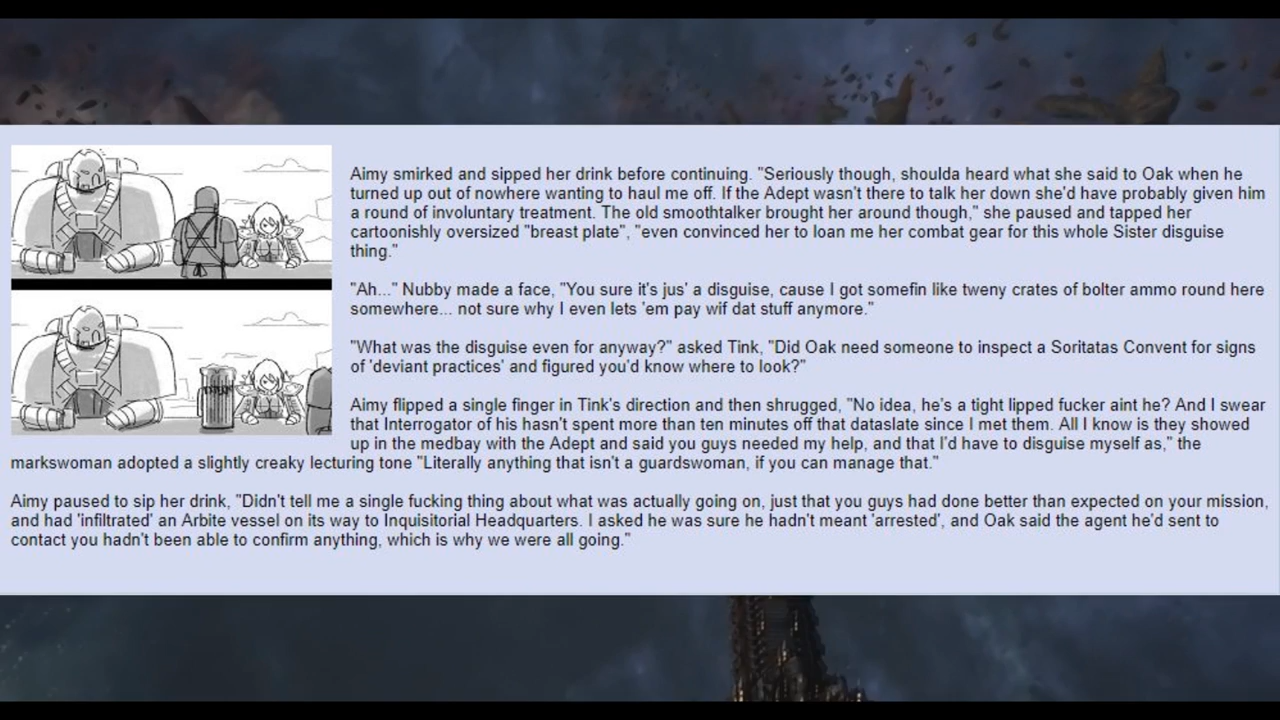 Aimy smirked and sipped her drink before continuing. "Seriously though, shoulda heard what she said to Oak when he
turned up out of nowhere wanting to haul me off. If the Adept wasn't there to talk her down she'd have probably given him
a round of involuntary treatment. The old smoothtalker brought her around though," she paused and tapped her
cartoonishly oversized "breast plate", "even convinced her to loan me her combat gear for this whole Sister disguise
thing."
"Ah..." Nubby made a face, "You sure it's jus' a disguise, cause I got somefin like tweny crates of bolter ammo round here
somewhere... not sure why I even lets 'em pay wif dat stuff anymore."
"What was the disguise even for anyway?" asked Tink, "Did Oak need someone to inspect a Soritatas Convent for signs
of 'deviant practices' and figured you'd know where to look?"
Aimy flipped a single finger in Tink's direction and then shrugged, "No idea, he's a tight lipped fucker aint he? And I swear
that Interrogator of his hasn't spent more than ten minutes off that dataslate since I met them. All I know is they showed
up in the medbay with the Adept and said you guys needed my help, and that I'd have to disguise myself as," the
markswoman adopted a slightly creaky lecturing tone "Literally anything that isn't a guardswoman, if you can manage that."
Aimy paused to sip her drink, "Didn't tell me a single fucking thing about what was actually going on, just that you guys had done better than expected on your mission,
and had 'infiltrated' an Arbite vessel on its way to Inquisitorial Headquarters. I asked he was sure he hadn't meant 'arrested', and Oak said the agent he'd sent to
contact you hadn't been able to confirm anything, which is why we were all going."